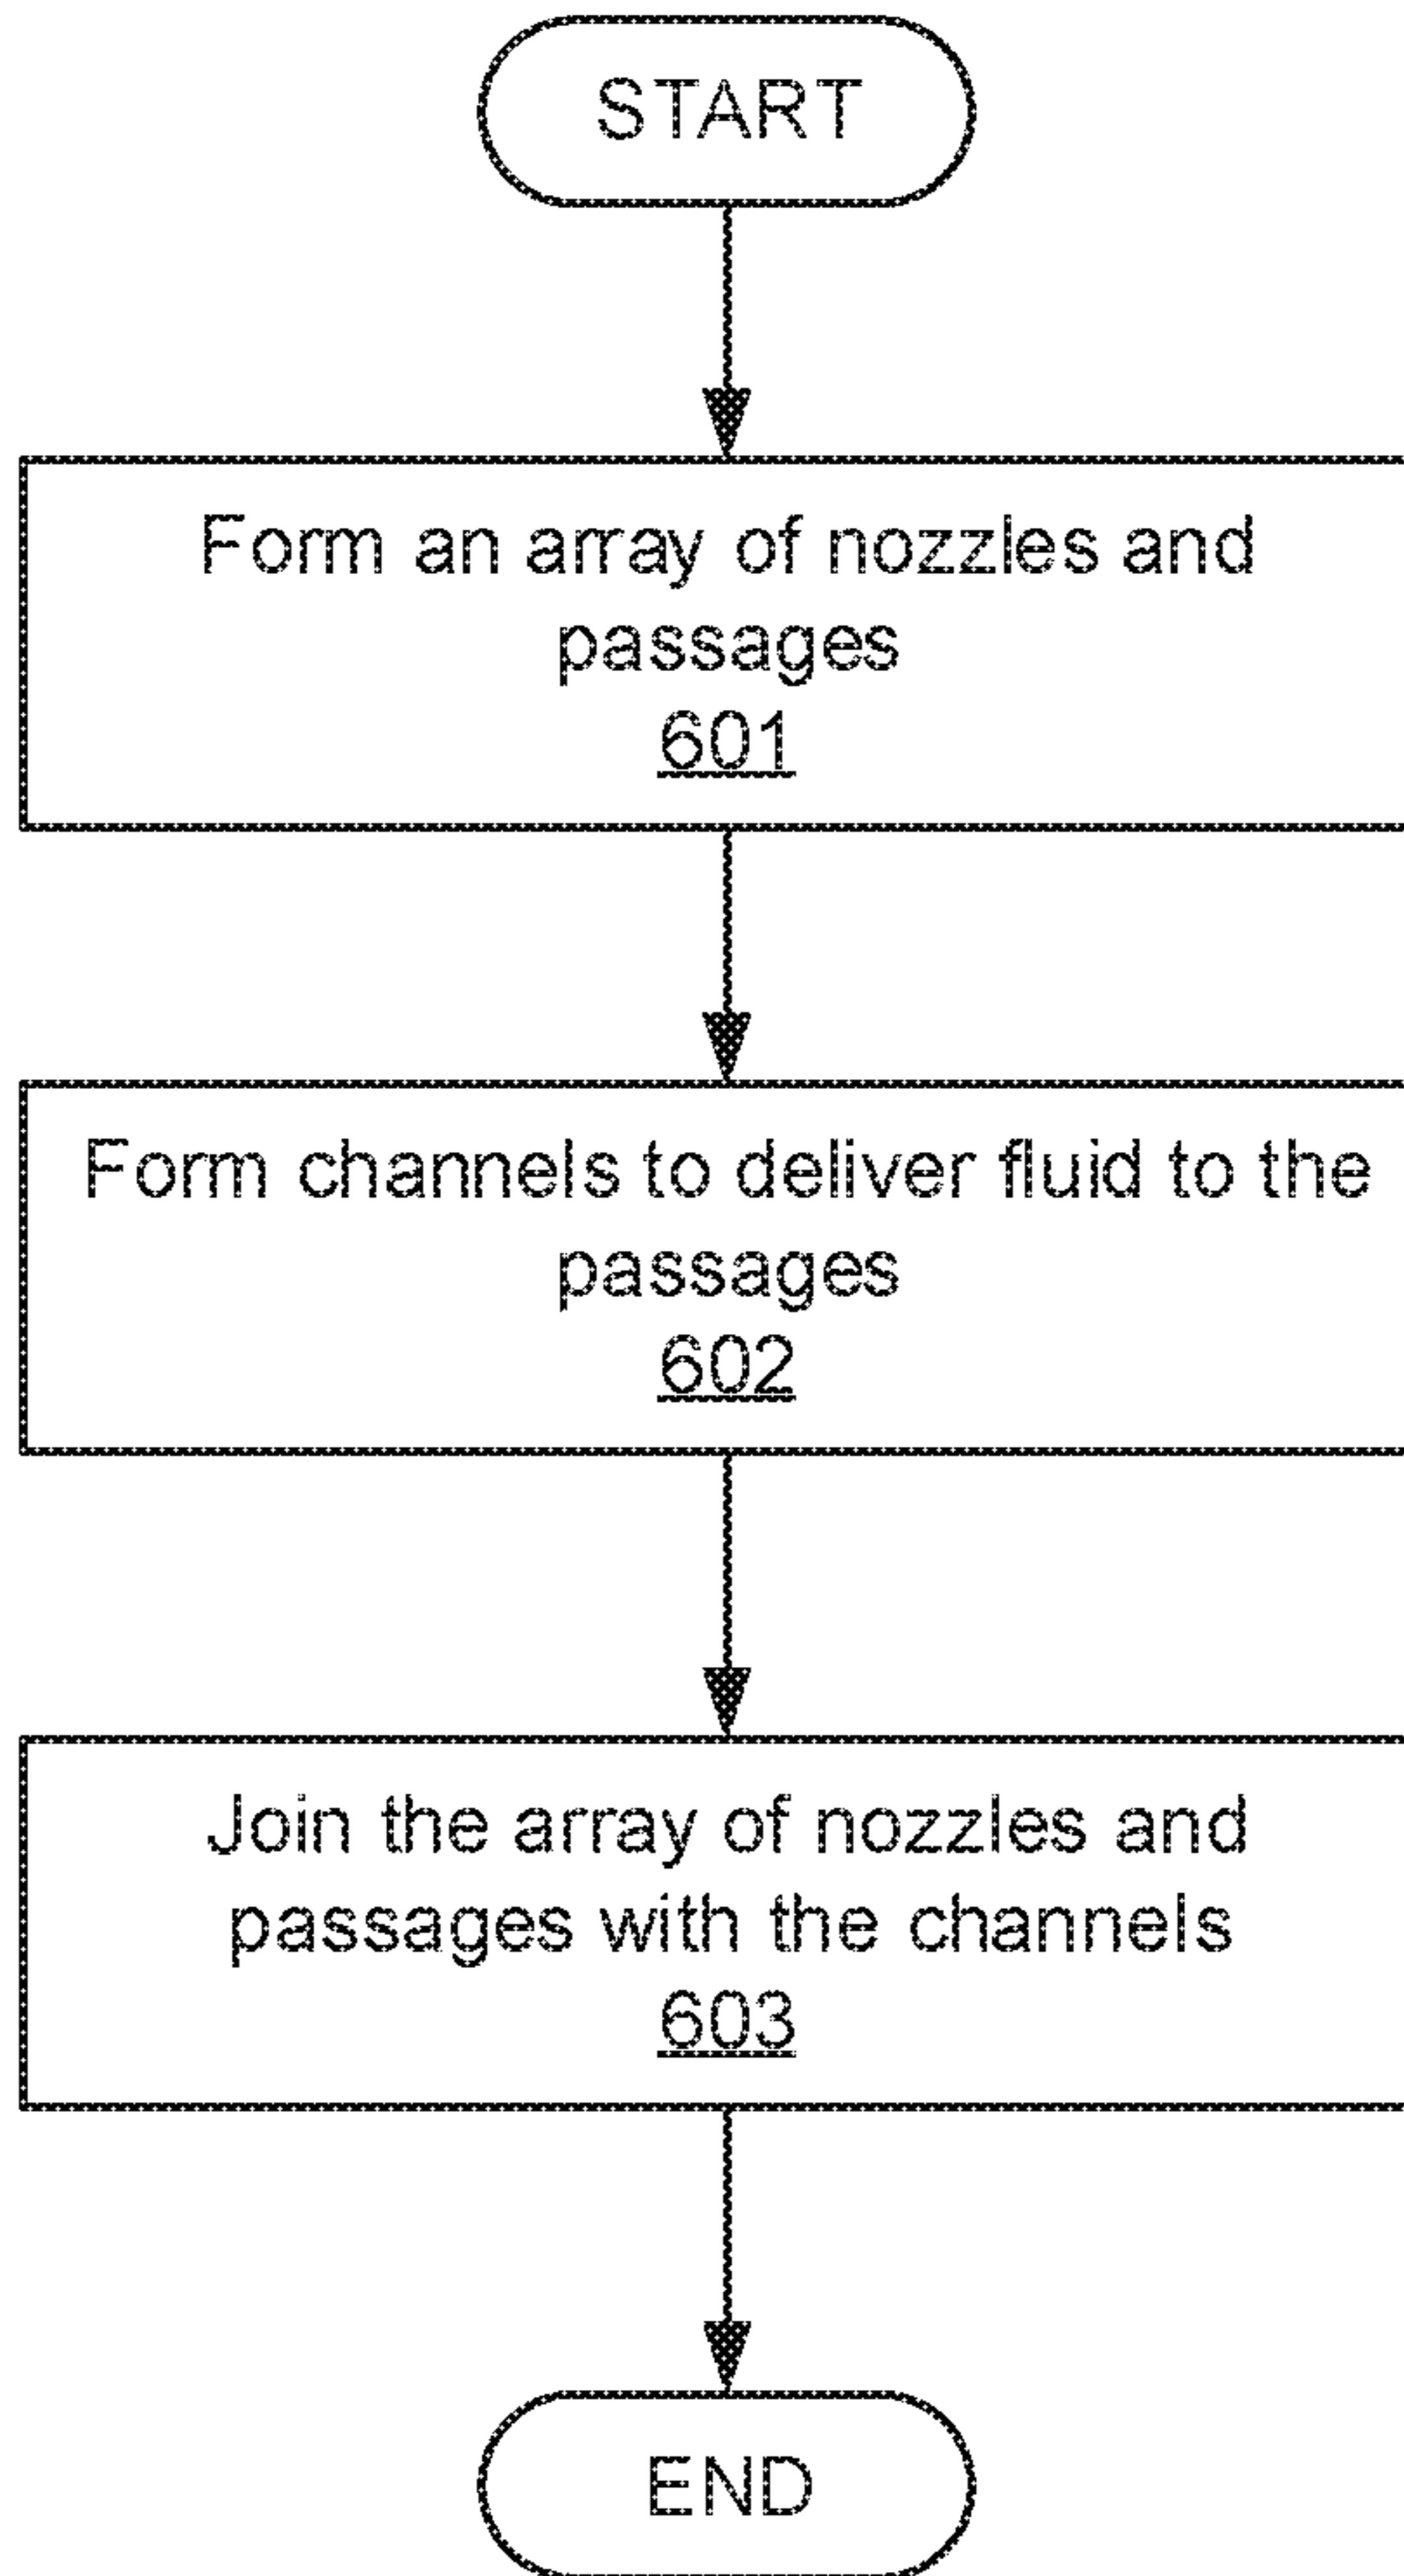 START
Form an array of nozzles and
passages
601
Form channels to deliver fluid to the
passages
602
Join the array of nozzles and
passages with the channels
603
END